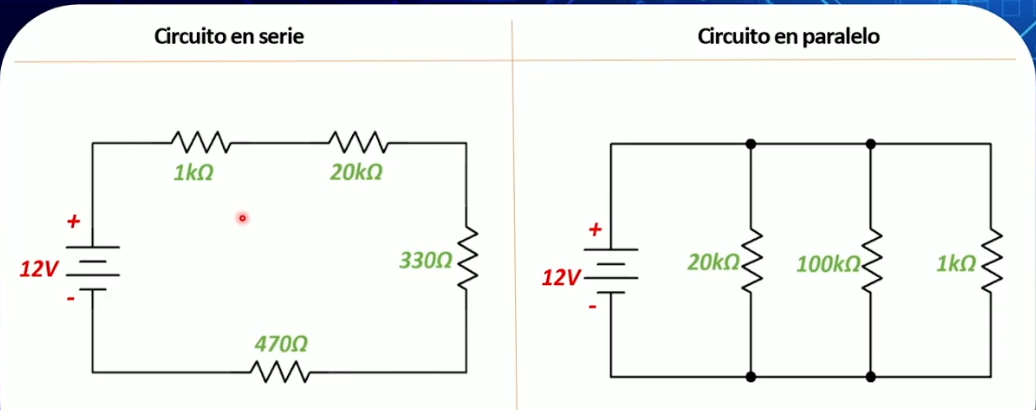 Circuito en serie
1kΩ
20kΩ
+
12V
-
330Ω
470Ω
Circuito en paralelo
+
12V
-
20kΩ
100kΩ
1kΩ